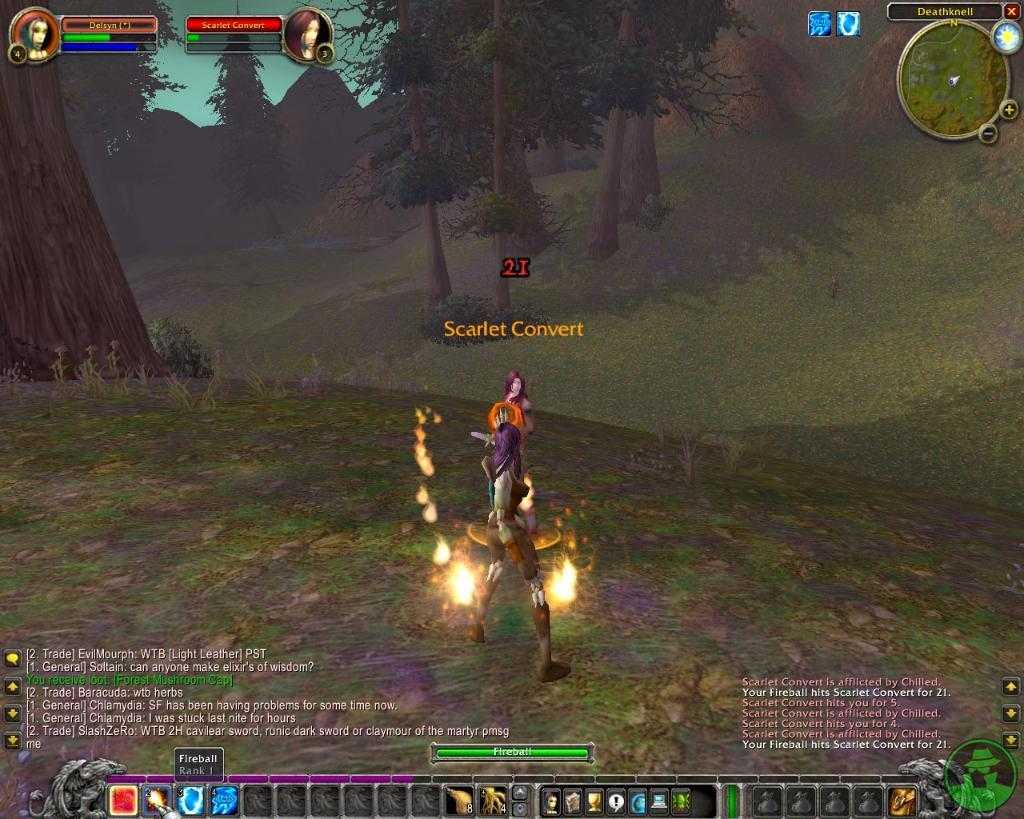 Delsyn (*)
4
Scarlet Convert
3
Deathknell
N
21
Scarlet Convert
[2. Trade] EvilMourph: WTB [Light Leather] PST
[1. General] Soltain: can anyone make elixir's of wisdom?
You receive loot: [Forest Mushroom Cap]
[2. Trade] Baracuda: wtb herbs
[1. General] Chlamydia: SF has been having problems for some time now.
[1. General] Chlamydia: I was stuck last nite for hours
[2. Trade] SlashZeRo: WTB 2H cavilear sword, runic dark sword or claymour of the martyr pmsg
me
Scarlet Convert is afflicted by Chilled.
Your Fireball hits Scarlet Convert for 21.
Scarlet Convert hits you for 5.
Scarlet Convert is afflicted by Chilled.
Scarlet Convert hits you for 4.
Scarlet Convert is afflicted by Chilled.
Your Fireball hits Scarlet Convert for 21.
Fireball
Fireball
Rank 1
8
4